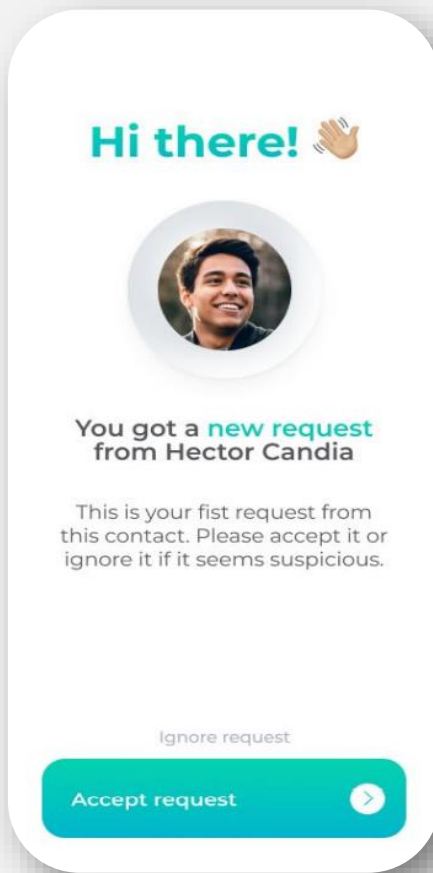 Hi there! 👋🏼
You got a new request
from Hector Candia
This is your fist request from
this contact. Please accept it or
ignore it if it seems suspicious.
Ignore request
Accept request